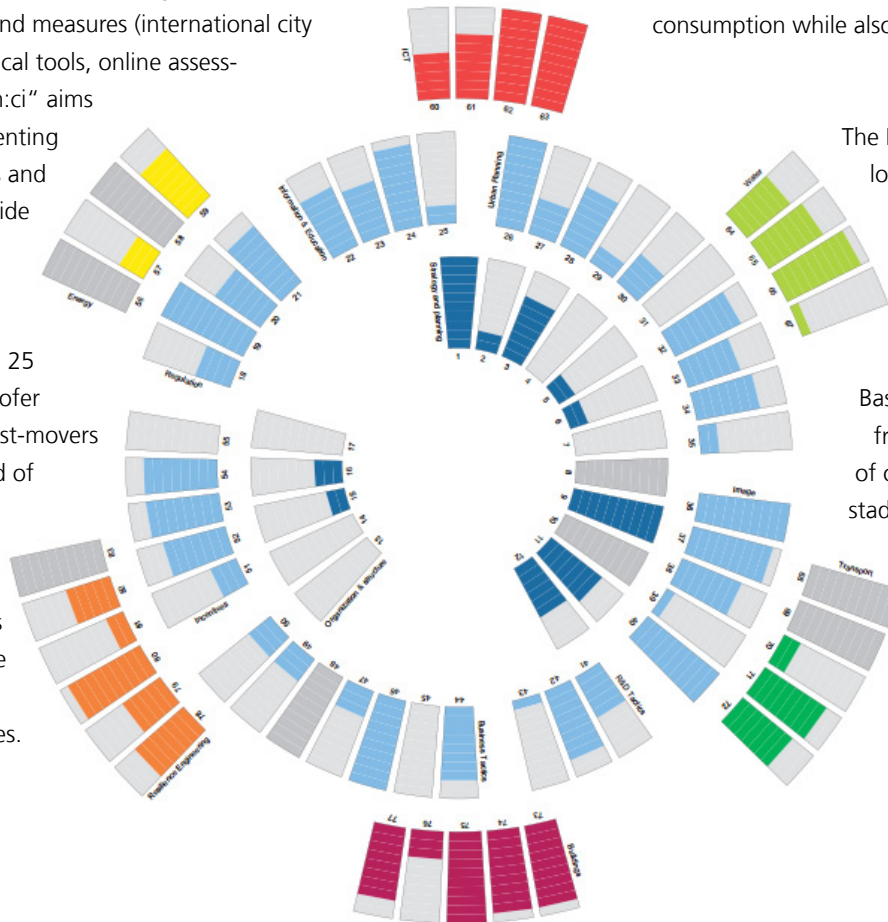 nd measures (international city
cal tools, online assess-
:ci“ aims
enting
and
ide
25
ofer
st-movers
d of
s
e
es.
consumption while also
The
lo
Bas
fr
of
stad
ICT
60
61
62
63
Energy
56
57
58
59
Information & Education
22
23
24
25
Urban Planning
26
27
28
29
30
31
32
33
34
35
Water
64
65
66
67
Regulation
18
19
20
21
Strategy and planning
1
2
3
4
5
6
7
8
9
10
11
12
Organization & structure
13
14
15
16
17
Incentives
51
52
53
54
55
Image
36
37
38
39
40
Transport
68
69
70
71
72
R&D Tactics
41
42
43
Business Tactics
44
45
46
47
48
49
50
Resilience Engineering
78
79
80
81
82
83
Buildings
73
74
75
76
77